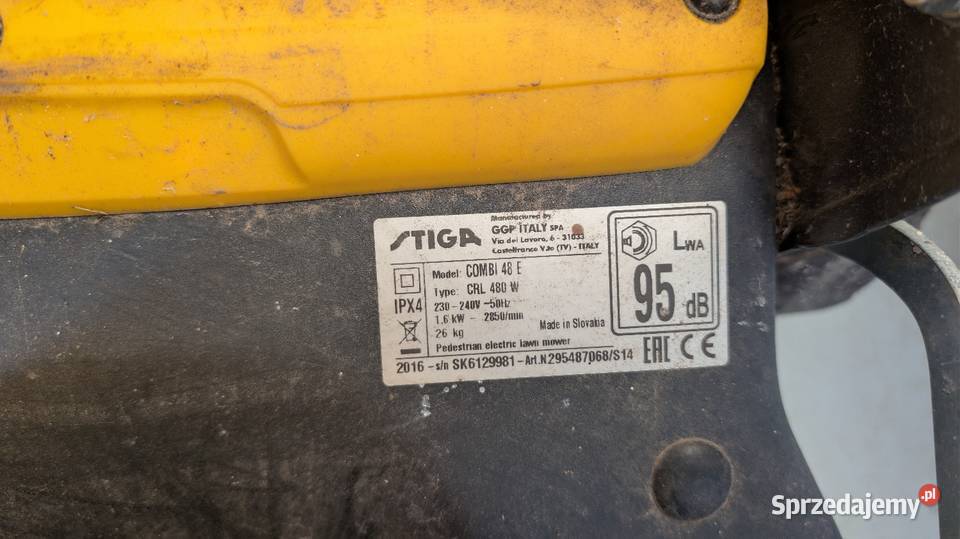 STIGA
Manufactured by
GGP ITALY SPA
Via del Lavoro, 6 - 31033
Castelfranco V.to (TV) - ITALY
Model: COMBI 48 E
Type: CRL 480 W
IPX4
230-240V ~50Hz
1.6 kW - 2850/min
26 kg
Made in Slovakia
Pedestrian electric lawn mower
2016 - s/n SK6129981 - Art.N.295487068/S14
LWA
95 dB
EAC CE
Sprzedajemy.pl